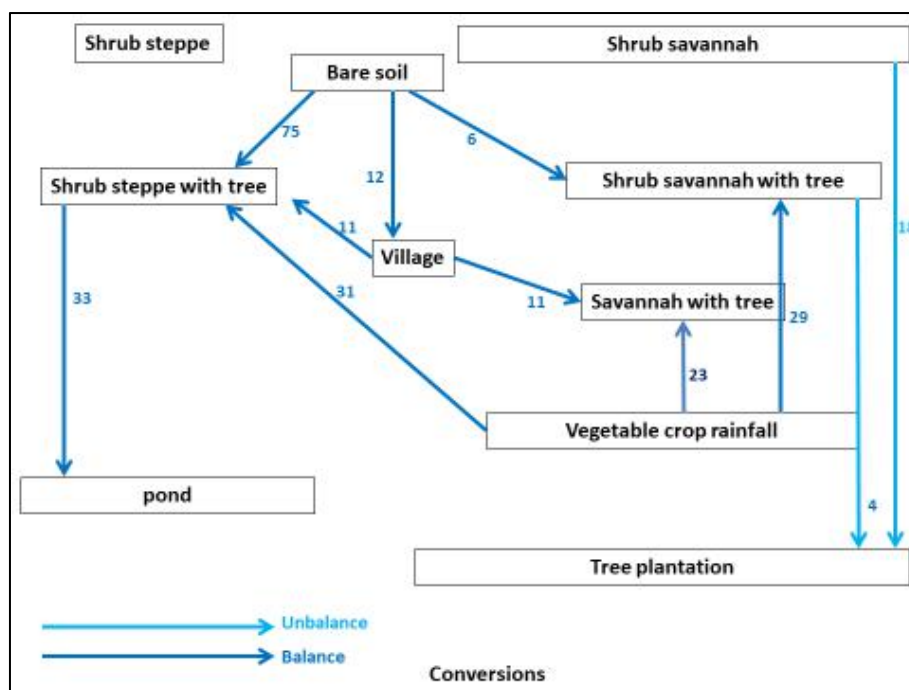 Shrub steppe
Shrub savannah
Bare soil
75
6
12
Shrub steppe with tree
Shrub savannah with tree
11
18
Village
33
31
11
Savannah with tree
29
23
Vegetable crop rainfall
pond
4
Tree plantation
Unbalance
Balance
Conversions